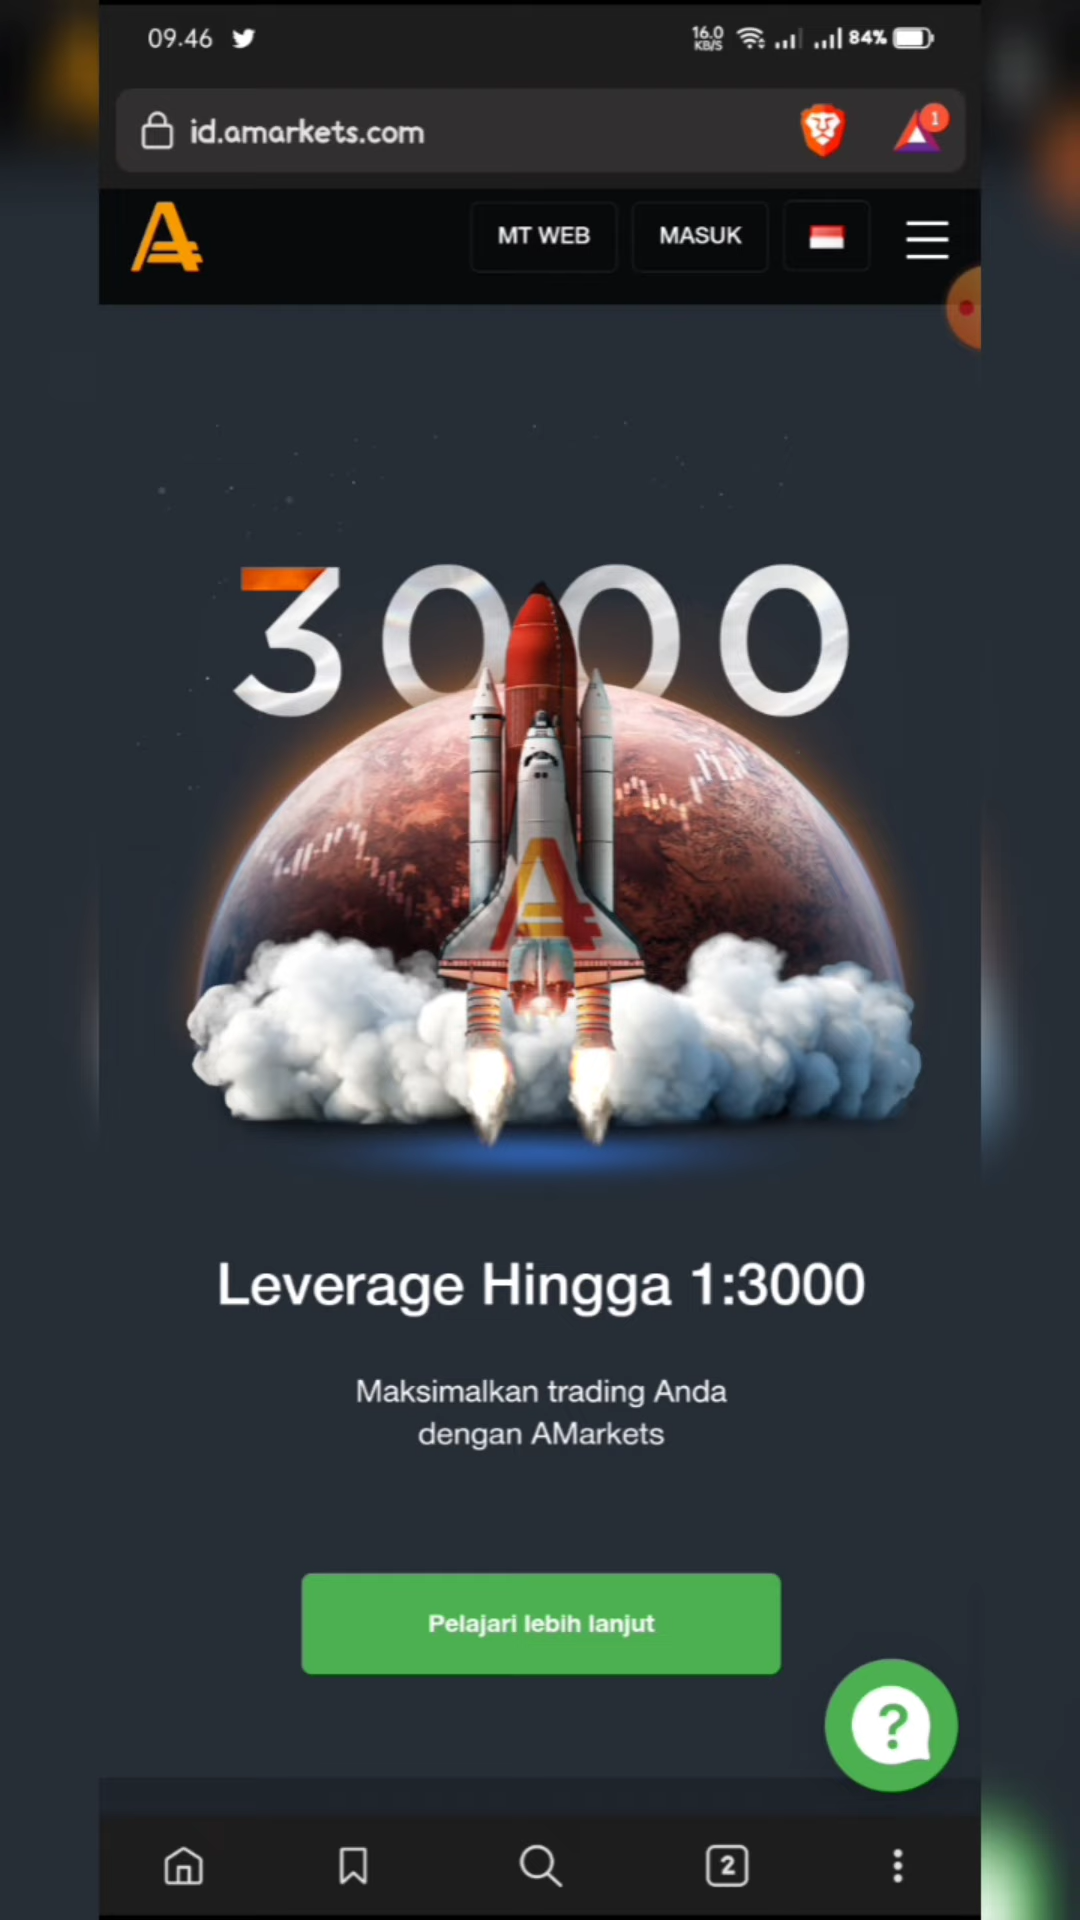 09.46
16.0
KB/S
84%
id.amarkets.com
1
MT WEB
MASUK
3000
Leverage Hingga 1:3000
Maksimalkan trading Anda
dengan AMarkets
Pelajari lebih lanjut
?
2